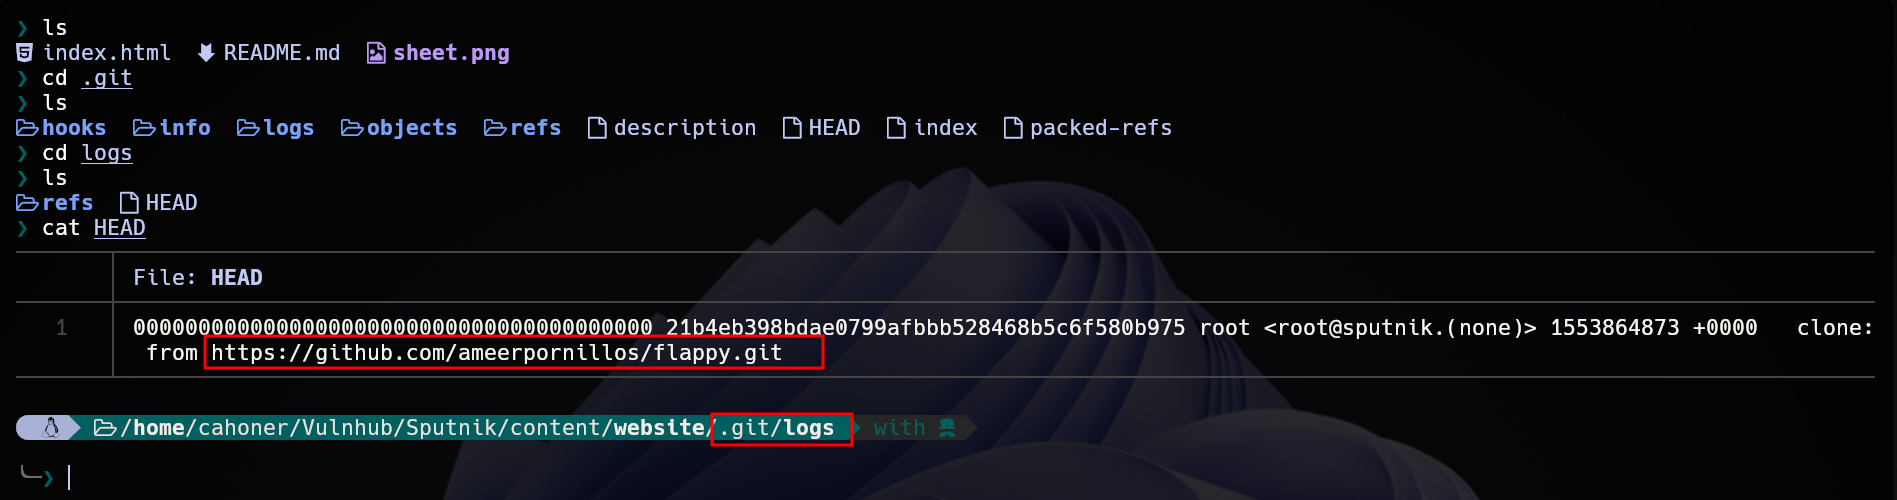 ❯ ls
index.html README.md sheet.png
❯ cd .git
❯ ls
hooks info logs objects refs description HEAD index packed-refs
❯ cd logs
❯ ls
refs HEAD
❯ cat HEAD
File: HEAD
1 0000000000000000000000000000000000000000 21b4eb398bdae0799afbbb528468b5c6f580b975 root <root@sputnik.(none)> 1553864873 +0000 clone:
from https://github.com/ameerpornillos/flappy.git
/home/cahoner/Vulnhub/Sputnik/content/website/.git/logs with
❯